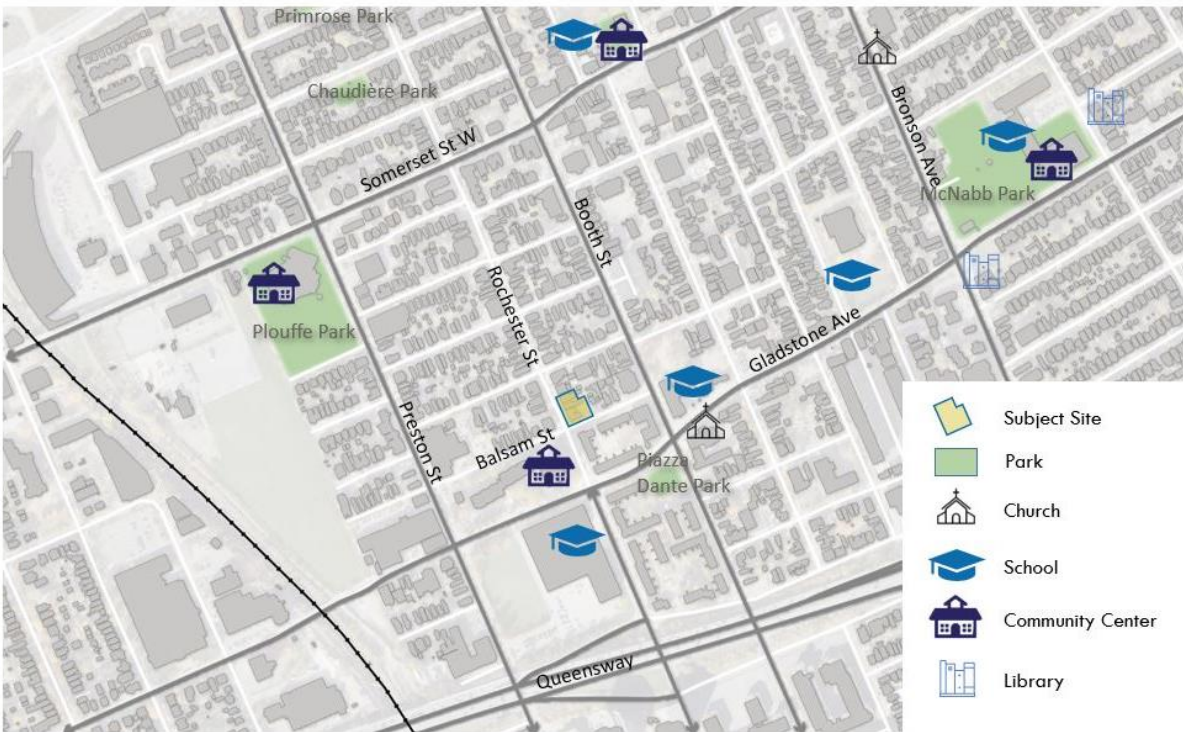 Primrose Park
Chaudière Park
Somerset St W
Bronson Ave
McNabb Park
Booth St
Rochester St
Plouffe Park
Gladstone Ave
Preston St
Balsam St
Piazza
Dante Park
Queensway
Subject Site
Park
Church
School
Community Center
Library